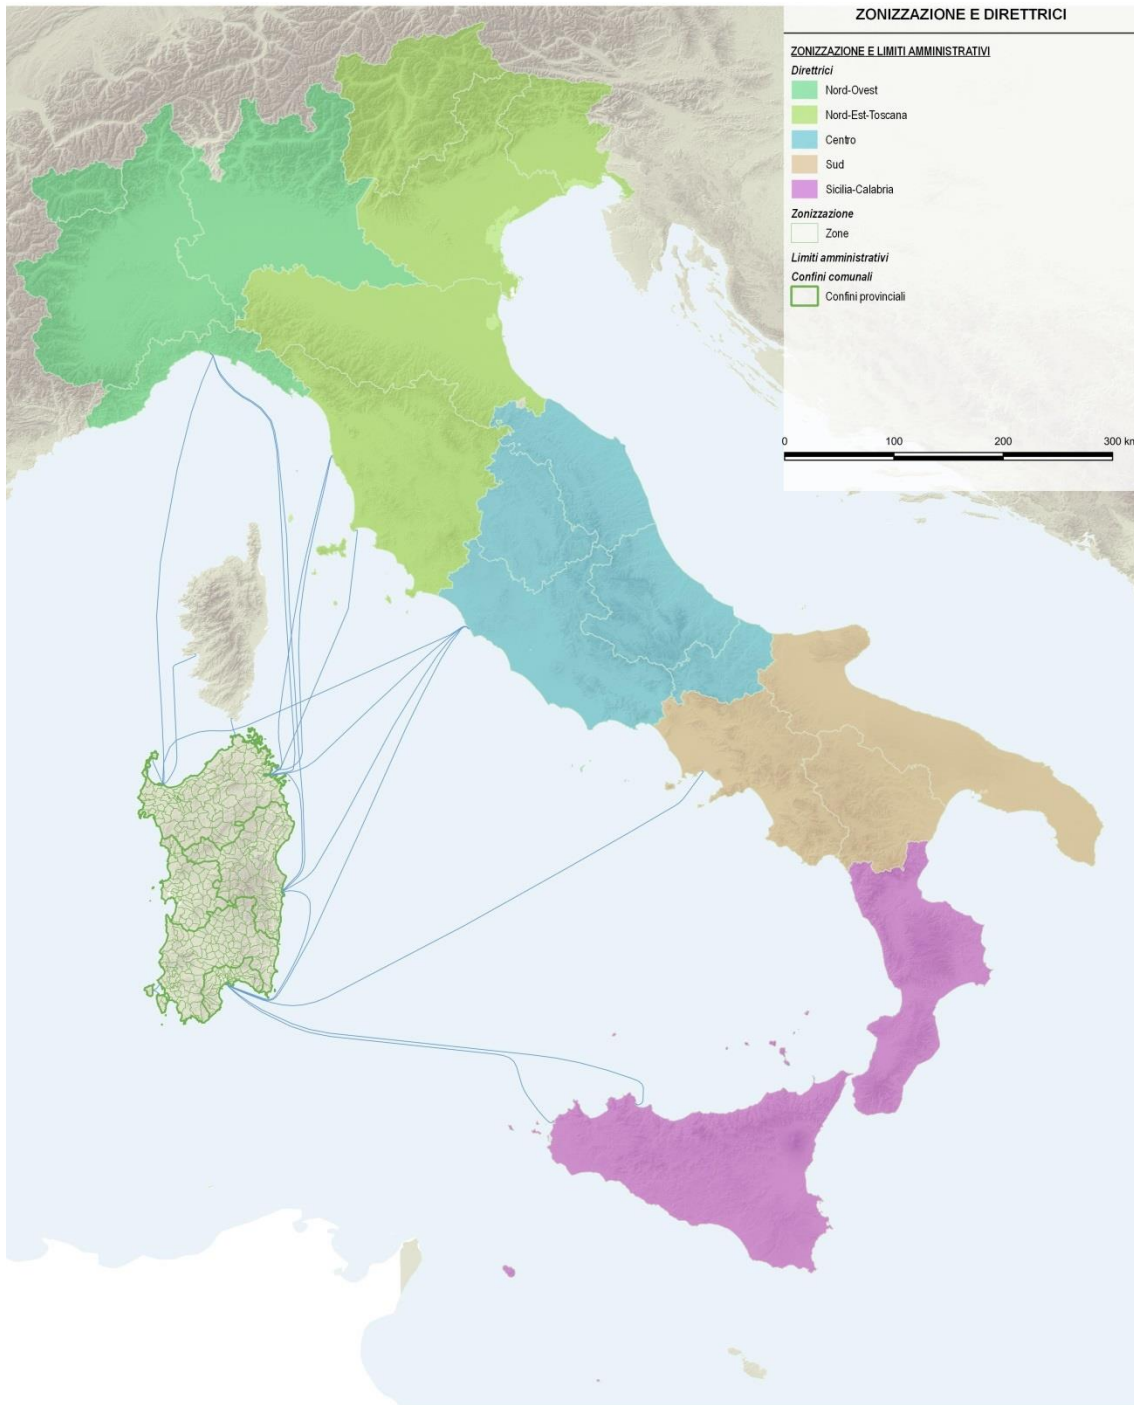 ZONIZZAZIONE E DIRETTRICI
ZONIZZAZIONE E LIMITI AMMINISTRATIVI
Direttrici
Nord-Ovest
Nord-Est-Toscana
Centro
Sud
Sicilia-Calabria
Zonizzazione
Zone
Limiti amministrativi
Confini comunali
Confini provinciali
0 100 200 300 km